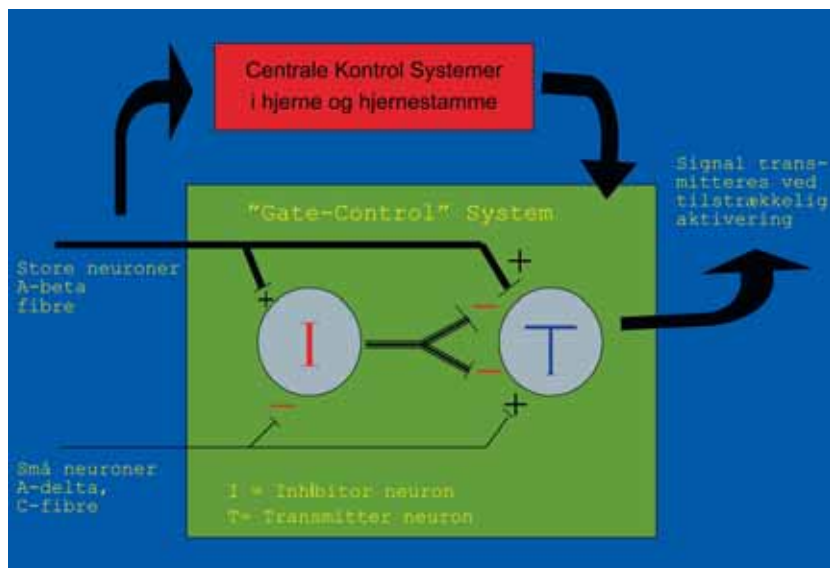 Centrale Kontrol Systemer
i hjerne og hjernestamme
Signal trans-
mitteres ved
tilstrækkelig
aktivering
"Gate-Control" System
Store neuroner
A-beta
fibre
+
+
I
T
−
−
−
+
Små neuroner
A-delta,
C-fibre
I = Inhibitor neuron
T= Transmitter neuron